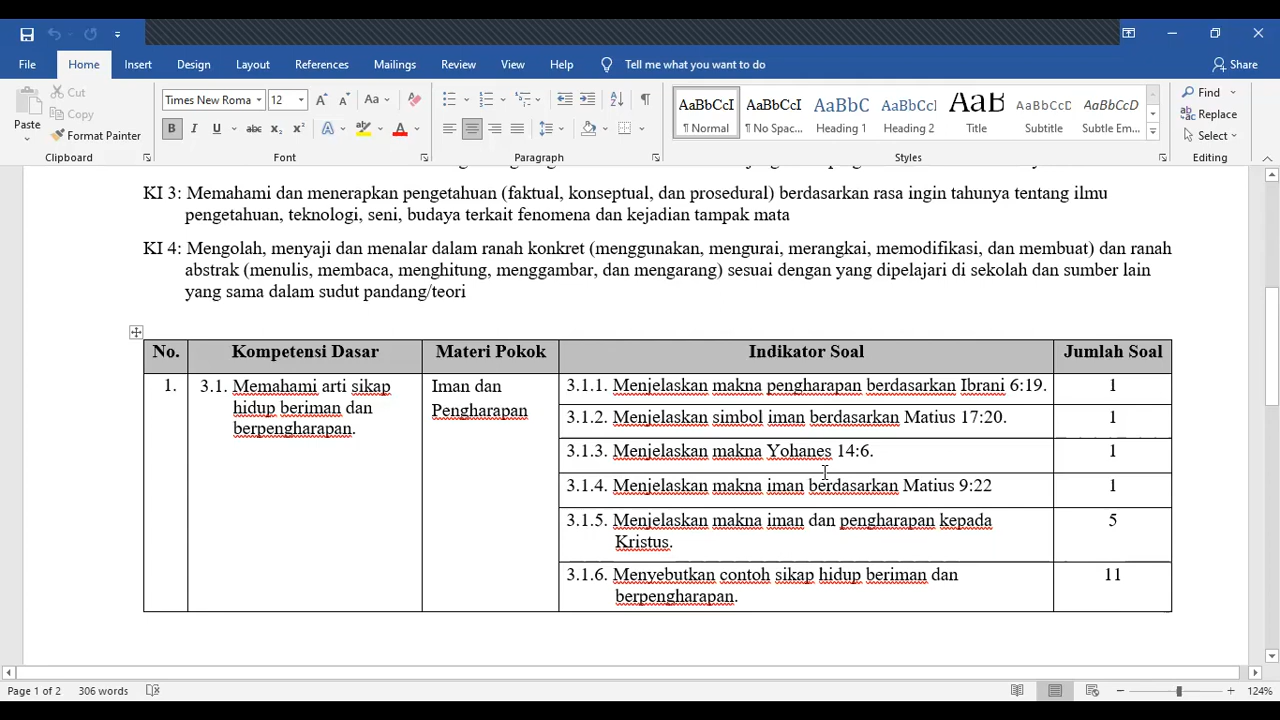 File Home Insert Design Layout References Mailings Review View Help Tell me what you want to do Share
Cut
Copy
Format Painter
Paste
Times New Roma 12
AaBbCcI AaBbCcI AaBbC AaBbCcI AaB AaBbCcD AaBbCcD
¶ Normal ¶ No Spac... Heading 1 Heading 2 Title Subtitle Subtle Em...
Find
Replace
Select
Clipboard Font Paragraph Styles Editing
KI 3: Memahami dan menerapkan pengetahuan (faktual, konseptual, dan prosedural) berdasarkan rasa ingin tahunya tentang ilmu
pengetahuan, teknologi, seni, budaya terkait fenomena dan kejadian tampak mata
KI 4: Mengolah, menyaji dan menalar dalam ranah konkret (menggunakan, mengurai, merangkai, memodifikasi, dan membuat) dan ranah
abstrak (menulis, membaca, menghitung, menggambar, dan mengarang) sesuai dengan yang dipelajari di sekolah dan sumber lain
yang sama dalam sudut pandang/teori
No. Kompetensi Dasar Materi Pokok Indikator Soal Jumlah Soal
1. 3.1. Memahami arti sikap
hidup beriman dan
berpengharapan.
Iman dan
Pengharapan
3.1.1. Menjelaskan makna pengharapan berdasarkan Ibrani 6:19. 1
3.1.2. Menjelaskan simbol iman berdasarkan Matius 17:20. 1
3.1.3. Menjelaskan makna Yohanes 14:6. 1
3.1.4. Menjelaskan makna iman berdasarkan Matius 9:22 1
3.1.5. Menjelaskan makna iman dan pengharapan kepada 5
Kristus.
3.1.6. Menyebutkan contoh sikap hidup beriman dan 11
berpengharapan.
Page 1 of 2 306 words 124%